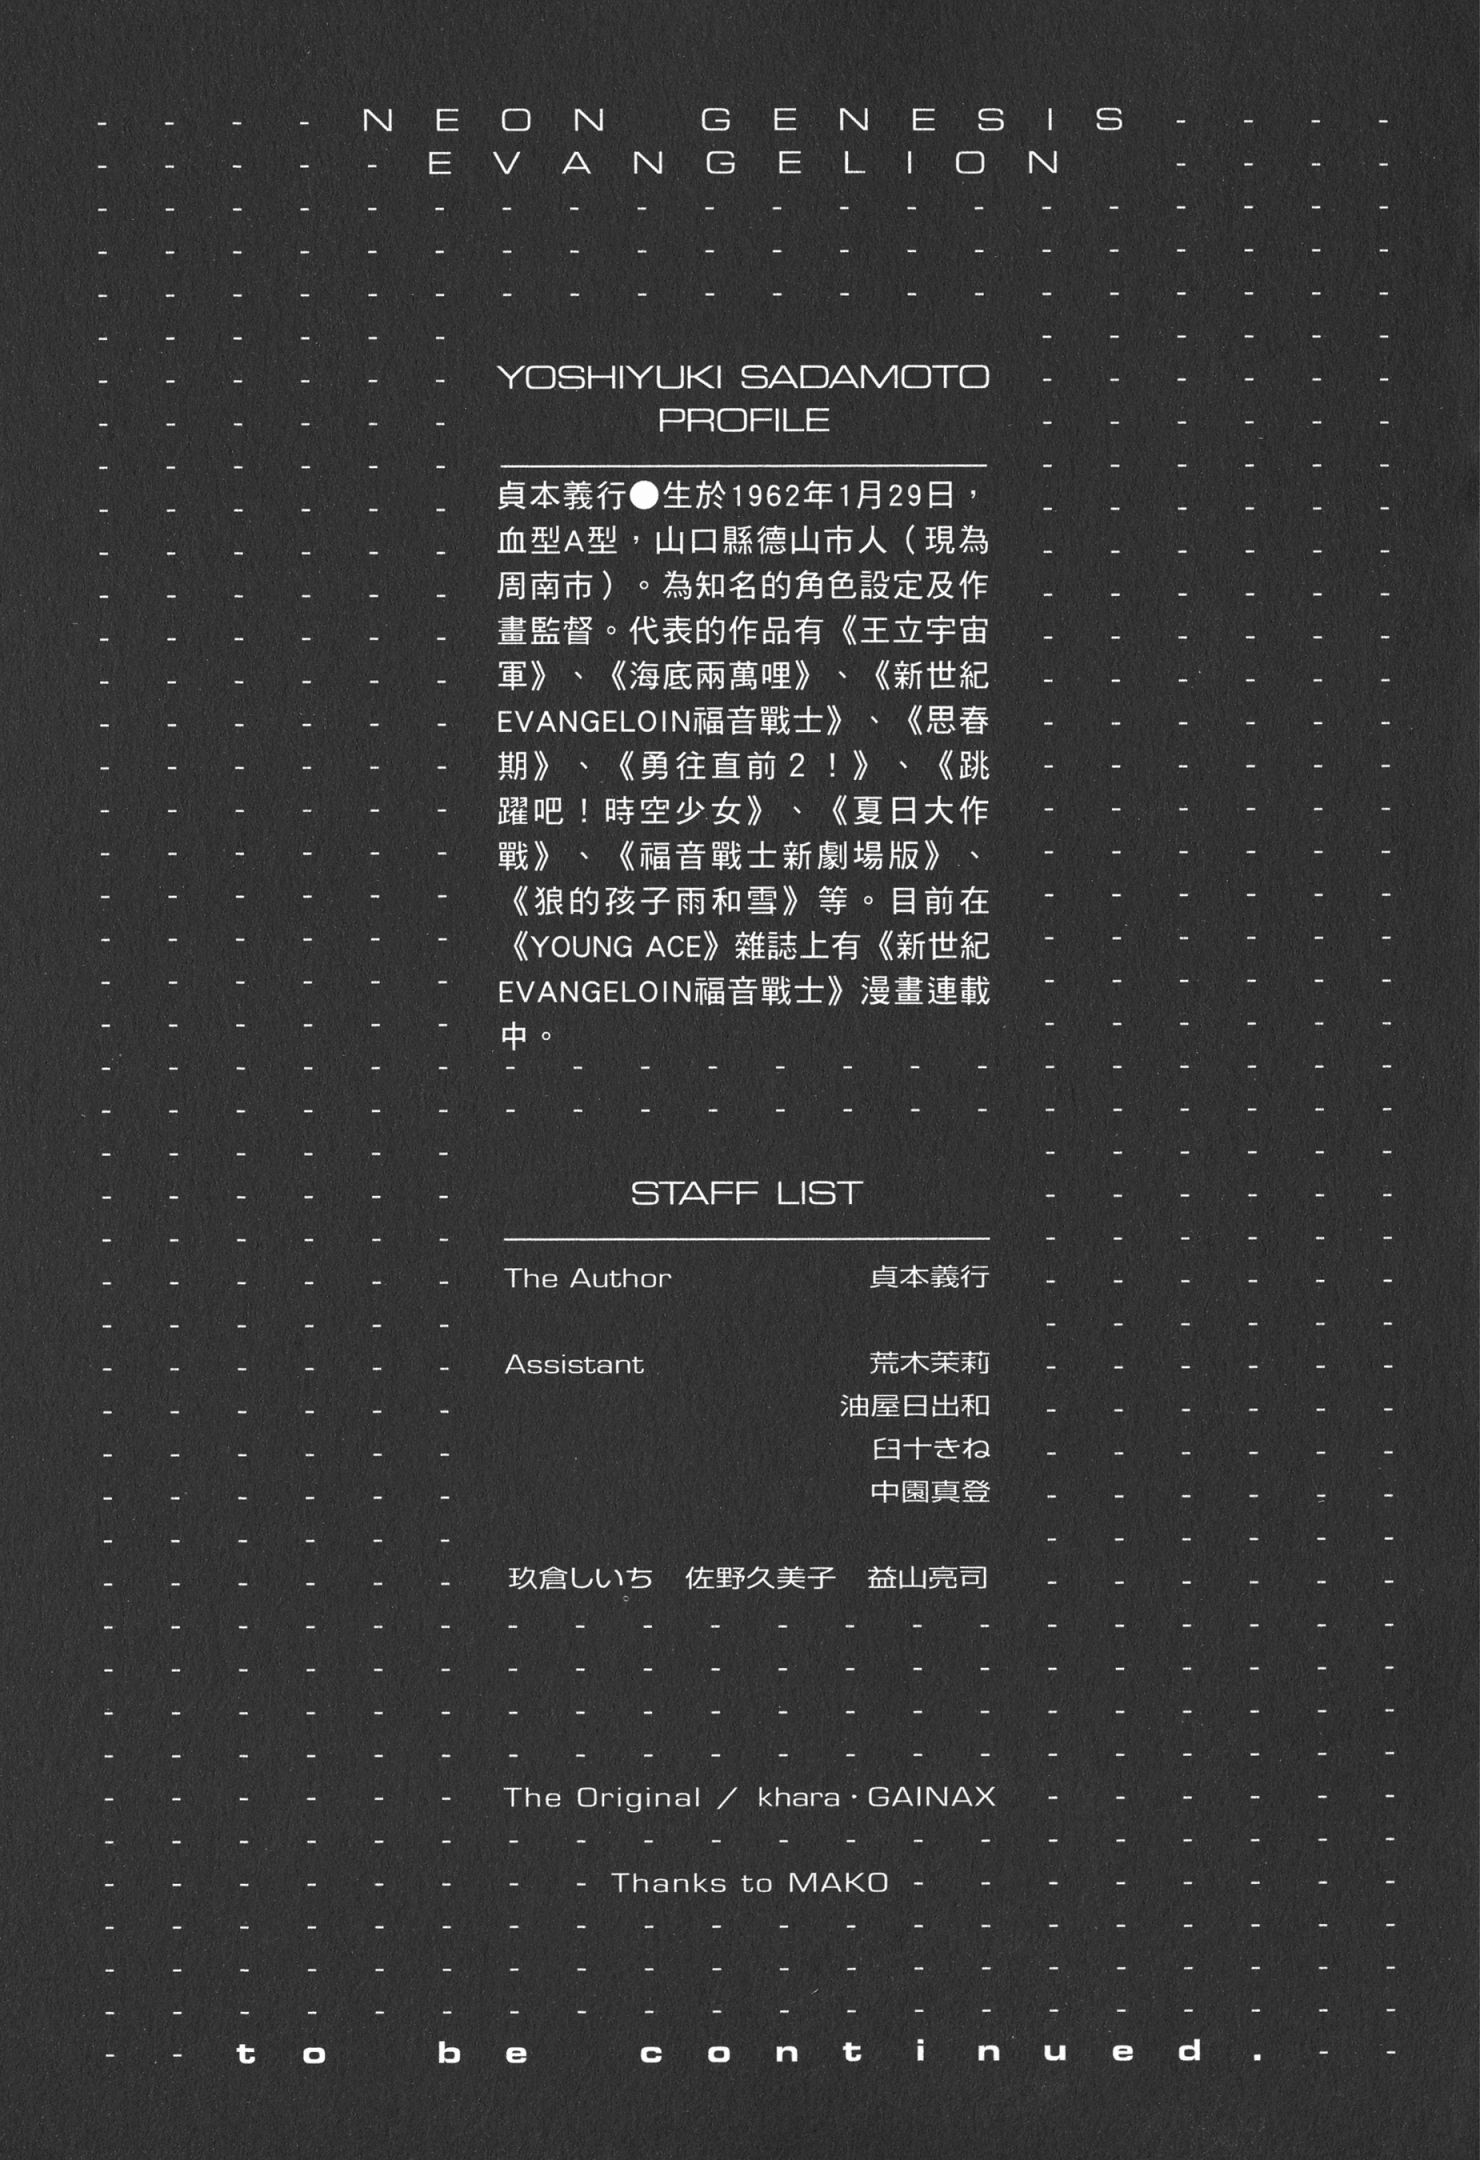 NEON GENESIS
EVANGELION
YOSHIYUKI SADAMOTO
PROFILE
貞本義行●生於1962年1月29日，
血型A型，山口縣德山市人（現為
周南市）。為知名的角色設定及作
畫監督。代表的作品有《王立宇宙
軍》、《海底兩萬哩》、《新世紀
EVANGELOIN福音戰士》、《思春
期》、《勇往直前２！》、《跳
躍吧！時空少女》、《夏日大作
戰》、《福音戰士新劇場版》、
《狼的孩子雨和雪》等。目前在
《YOUNG ACE》雜誌上有《新世紀
EVANGELOIN福音戰士》漫畫連載
中。
STAFF LIST
The Author 貞本義行
Assistant 荒木茉莉
油屋日出和
臼十きね
中園真登
玖倉しいち 佐野久美子 益山亮司
The Original / khara・GAINAX
Thanks to MAKO
to be continued.